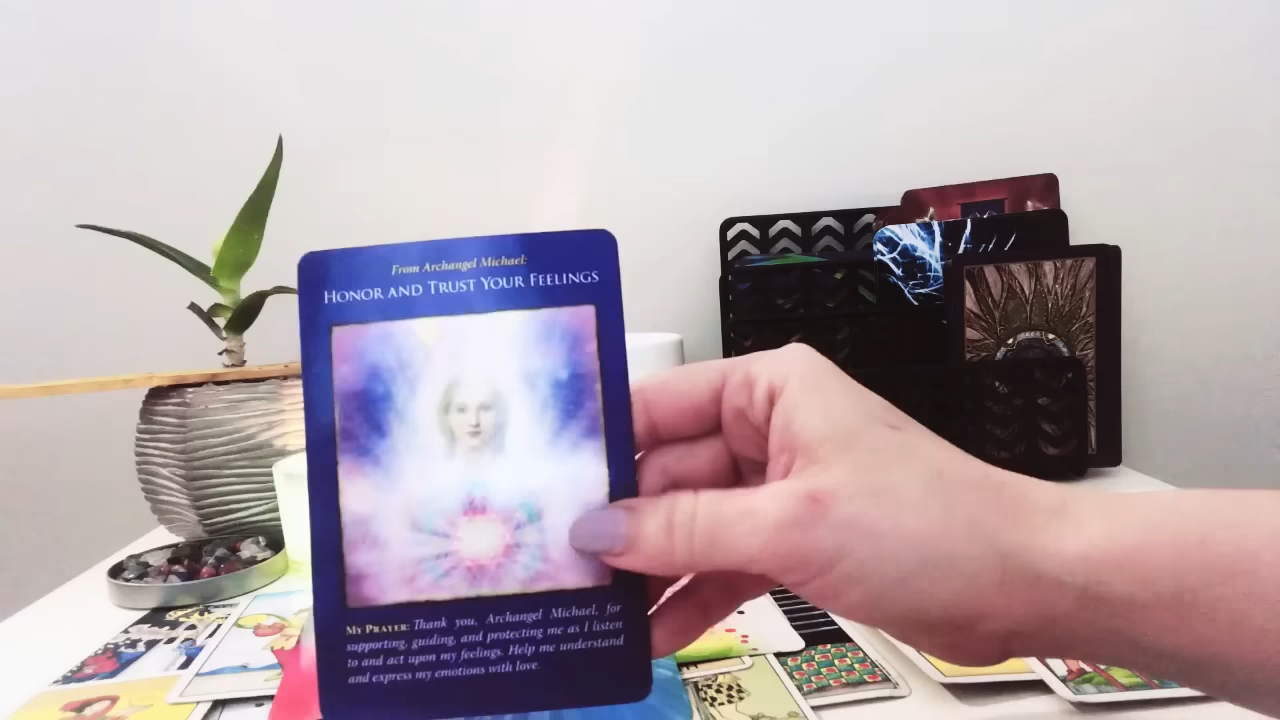 From Archangel Michael:
HONOR AND TRUST YOUR FEELINGS
MY PRAYER: Thank you, Archangel Michael, for
supporting, guiding, and protecting me as I listen
to and act upon my feelings. Help me understand
and express my emotions with love.